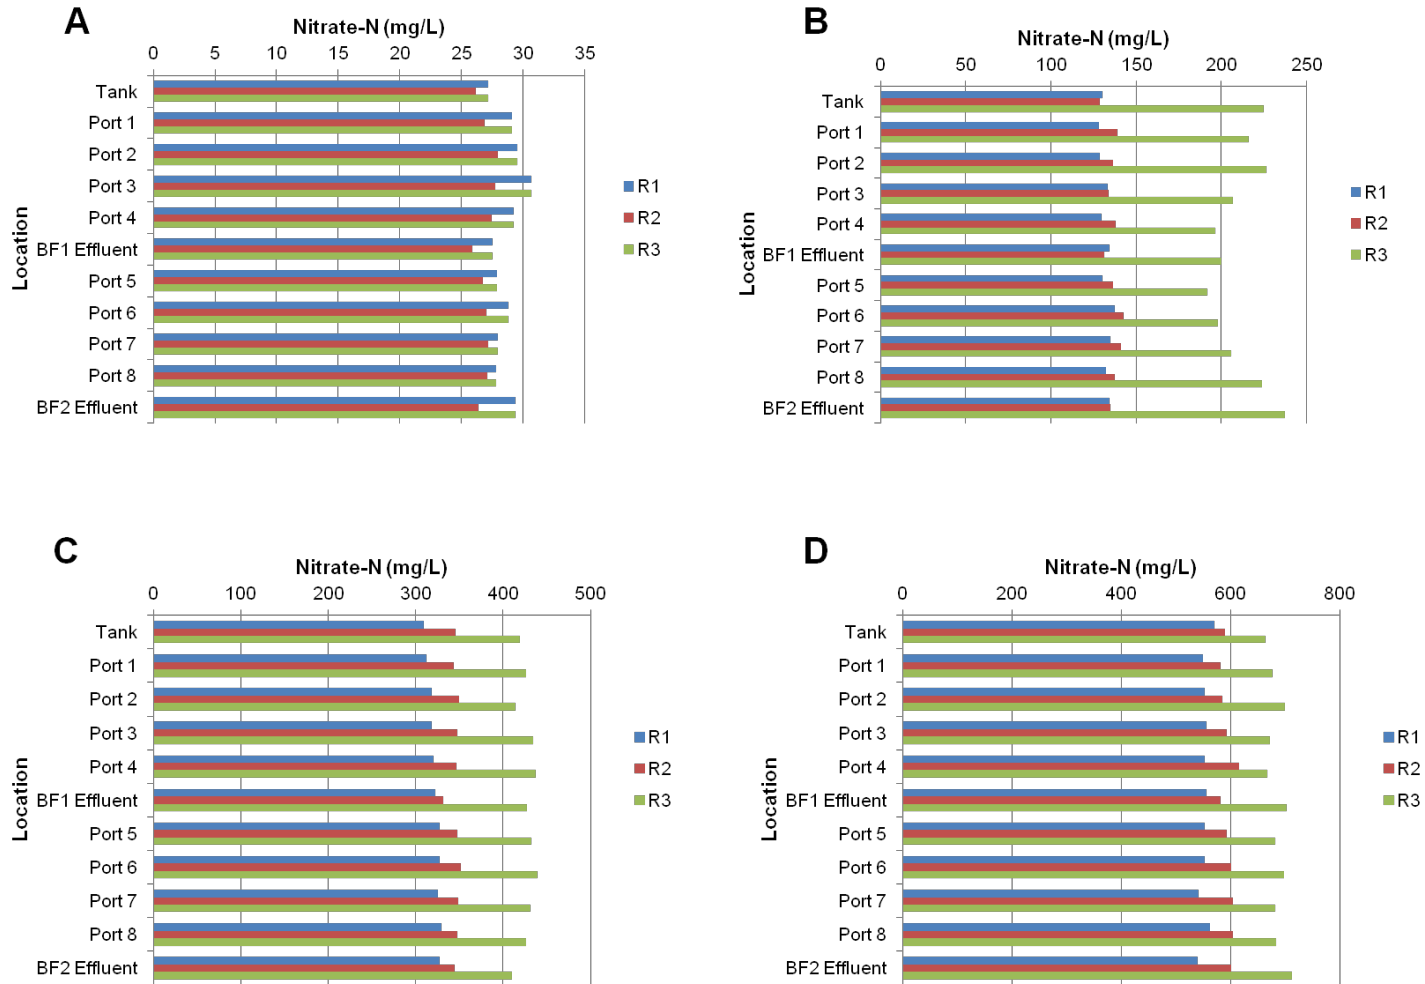 A
Nitrate-N (mg/L)
0 5 10 15 20 25 30 35
Location
Tank
Port 1
Port 2
Port 3
Port 4
BF1 Effluent
Port 5
Port 6
Port 7
Port 8
BF2 Effluent
R1
R2
R3
B
Nitrate-N (mg/L)
0 50 100 150 200 250
Location
Tank
Port 1
Port 2
Port 3
Port 4
BF1 Effluent
Port 5
Port 6
Port 7
Port 8
BF2 Effluent
R1
R2
R3
C
Nitrate-N (mg/L)
0 100 200 300 400 500
Location
Tank
Port 1
Port 2
Port 3
Port 4
BF1 Effluent
Port 5
Port 6
Port 7
Port 8
BF2 Effluent
R1
R2
R3
D
Nitrate-N (mg/L)
0 200 400 600 800
Location
Tank
Port 1
Port 2
Port 3
Port 4
BF1 Effluent
Port 5
Port 6
Port 7
Port 8
BF2 Effluent
R1
R2
R3